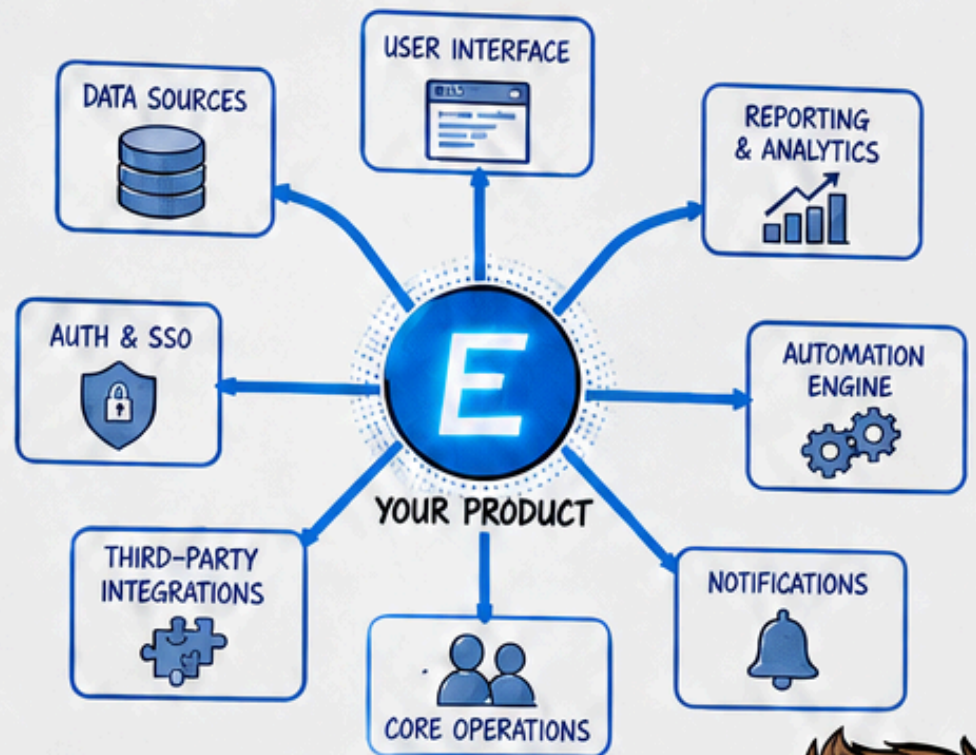 USER INTERFACE
DATA SOURCES
REPORTING
& ANALYTICS
AUTH & SSO
E
AUTOMATION
ENGINE
YOUR PRODUCT
THIRD-PARTY
INTEGRATIONS
NOTIFICATIONS
CORE OPERATIONS